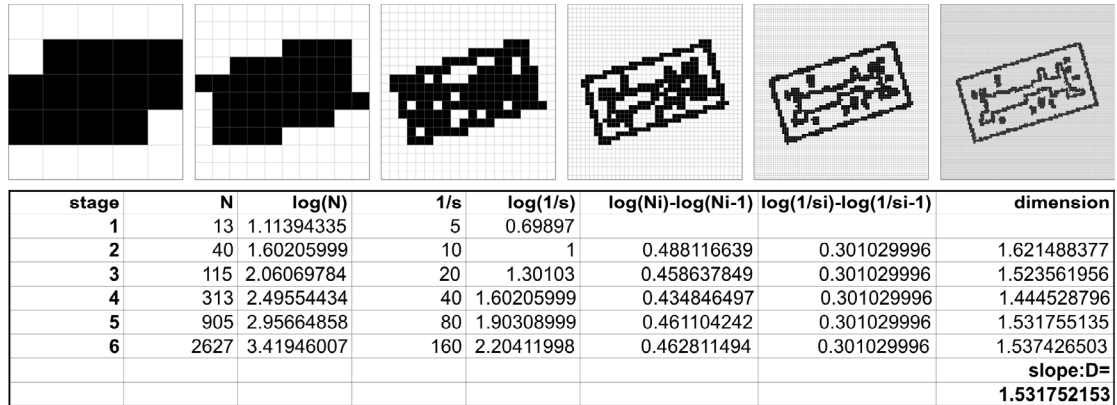 stage N log(N) 1/s log(1/s) log(Ni)-log(Ni-1) log(1/si)-log(1/si-1) dimension
1 13 1.11394335 5 0.69897
2 40 1.60205999 10 1 0.488116639 0.301029996 1.621488377
3 115 2.06069784 20 1.30103 0.458637849 0.301029996 1.523561956
4 313 2.49554434 40 1.60205999 0.434846497 0.301029996 1.444528796
5 905 2.95664858 80 1.90308999 0.461104242 0.301029996 1.531755135
6 2627 3.41946007 160 2.20411998 0.462811494 0.301029996 1.537426503
slope:D=
1.531752153